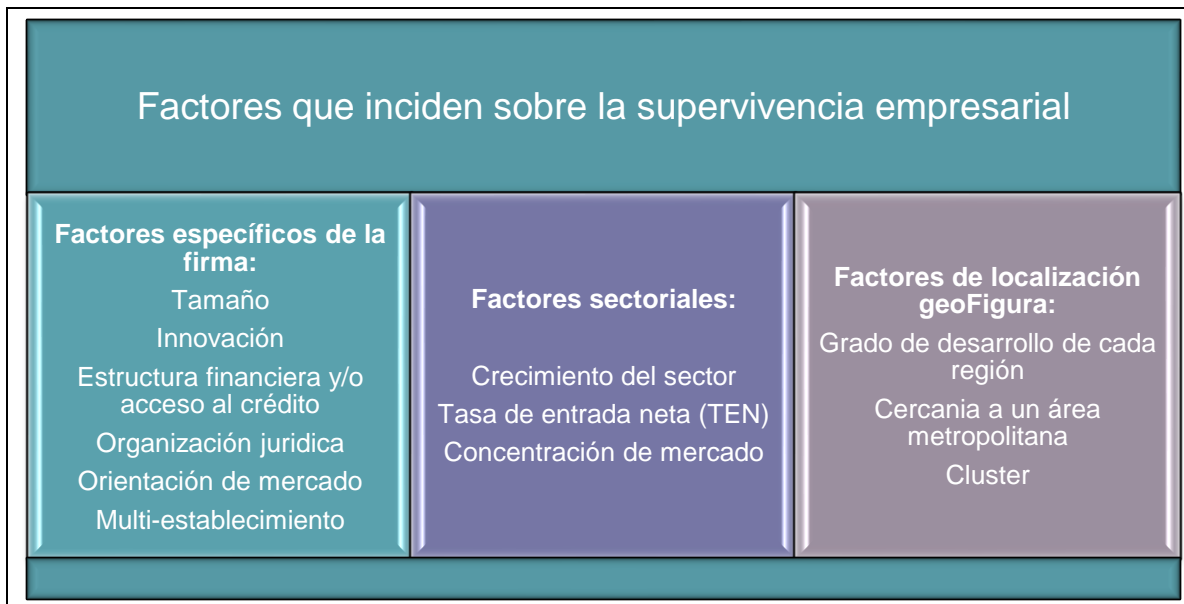 Factores que inciden sobre la supervivencia empresarial
Factores específicos de la
firma:
Tamaño
Innovación
Estructura financiera y/o
acceso al crédito
Organización juridica
Orientación de mercado
Multi-establecimiento
Factores sectoriales:
Crecimiento del sector
Tasa de entrada neta (TEN)
Concentración de mercado
Factores de localización
geoFigura:
Grado de desarrollo de cada
región
Cercania a un área
metropolitana
Cluster